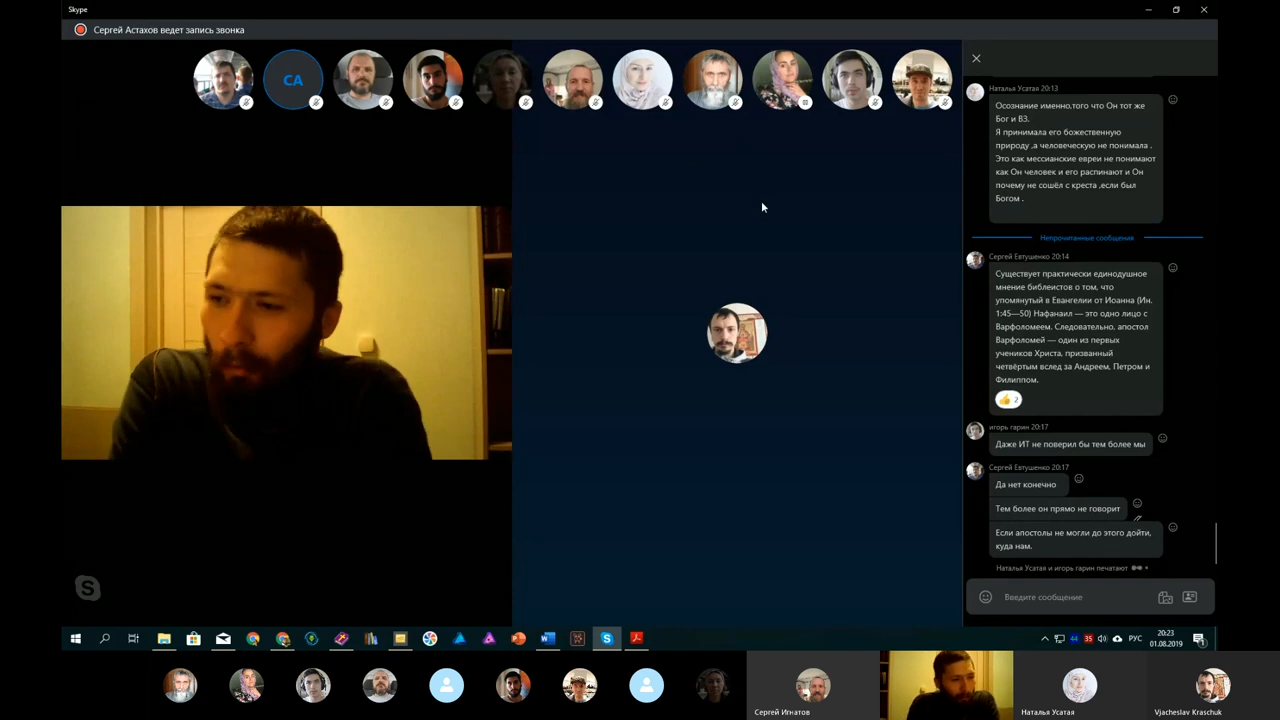 Skype
Сергей Астахов ведет запись звонка
CA
Наталья Усатая 20:13
Осознание именно,того что Он тот же
Бог и ВЗ.
Я принимала его божественную
природу ,а человеческую не понимала .
Это как мессианские евреи не понимают
как Он человек и его распинают и Он
почему не сошёл с креста ,если был
Богом .
Непрочитанные сообщения
Сергей Евтушенко 20:14
Существует практически единодушное
мнение библеистов о том, что
упомянутый в Евангелии от Иоанна (Ин.
1:45—50) Нафанаил — это одно лицо с
Варфоломеем. Следовательно, апостол
Варфоломей — один из первых
учеников Христа, призванный
четвёртым вслед за Андреем, Петром и
Филиппом.
2
игорь гарин 20:17
Даже ИТ не поверил бы тем более мы
Сергей Евтушенко 20:17
Да нет конечно
Тем более он прямо не говорит
Если апостолы не могли до этого дойти,
куда нам.
Наталья Усатая и игорь гарин печатают
Введите сообщение
44 35 РУС
20:23
01.08.2019
1
Сергей Игнатов
Наталья Усатая
Vjacheslav Kraschuk